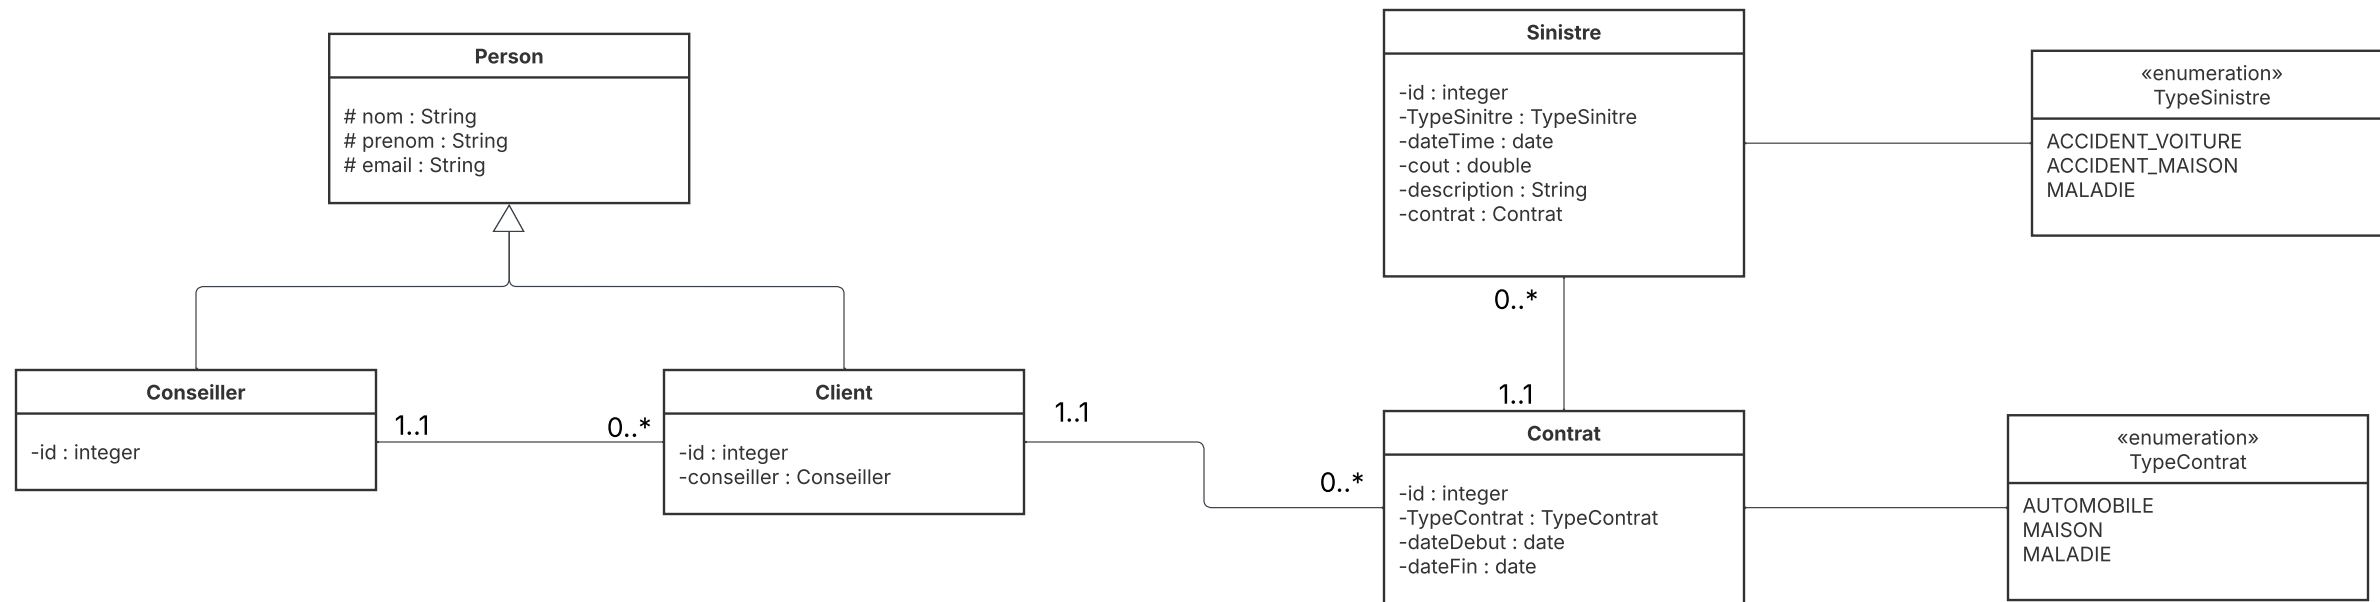 Person
# nom : String
# prenom : String
# email : String
Conseiller
-id : integer
1..1
0..*
Client
-id : integer
-conseiller : Conseiller
1..1
0..*
Sinistre
-id : integer
-TypeSinitre : TypeSinitre
-dateTime : date
-cout : double
-description : String
-contrat : Contrat
0..*
1..1
Contrat
-id : integer
-TypeContrat : TypeContrat
-dateDebut : date
-dateFin : date
«enumeration»
TypeSinistre
ACCIDENT_VOITURE
ACCIDENT_MAISON
MALADIE
«enumeration»
TypeContrat
AUTOMOBILE
MAISON
MALADIE